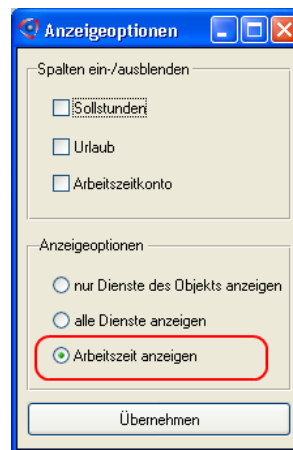 Anzeigeoptionen
Spalten ein-/ausblenden
Sollstunden
Urlaub
Arbeitszeitkonto
Anzeigeoptionen
nur Dienste des Objekts anzeigen
alle Dienste anzeigen
Arbeitszeit anzeigen
Übernehmen